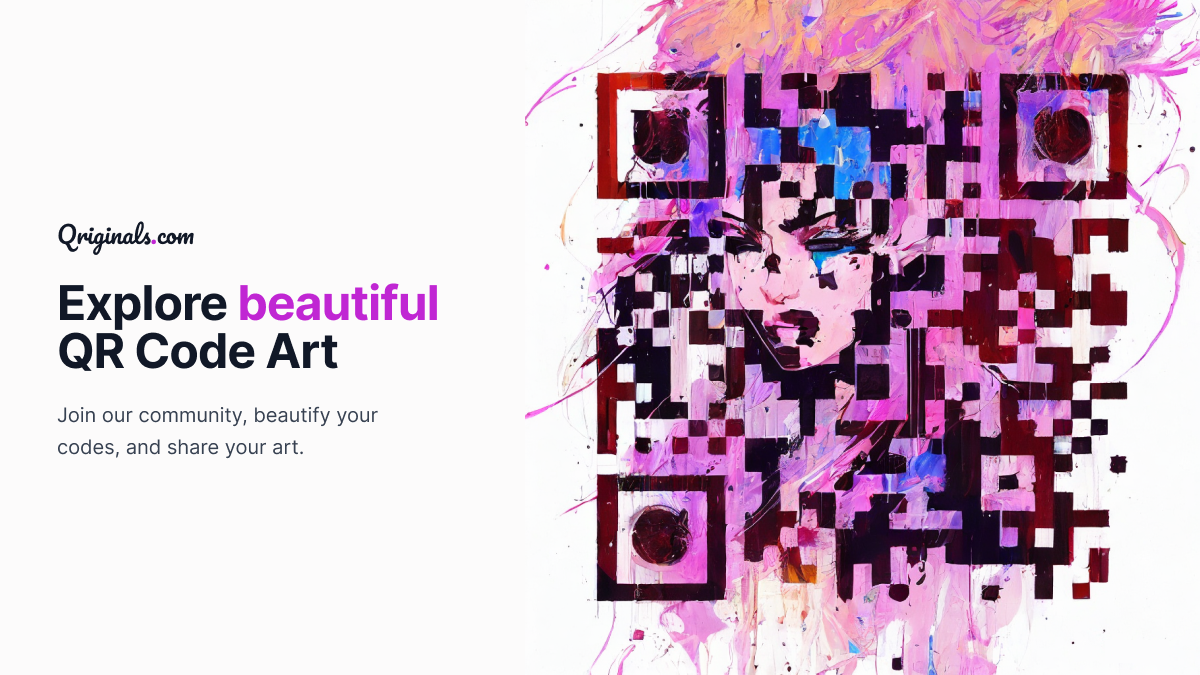 Qriginals.com
Explore beautiful
QR Code Art
Join our community, beautify your
codes, and share your art.